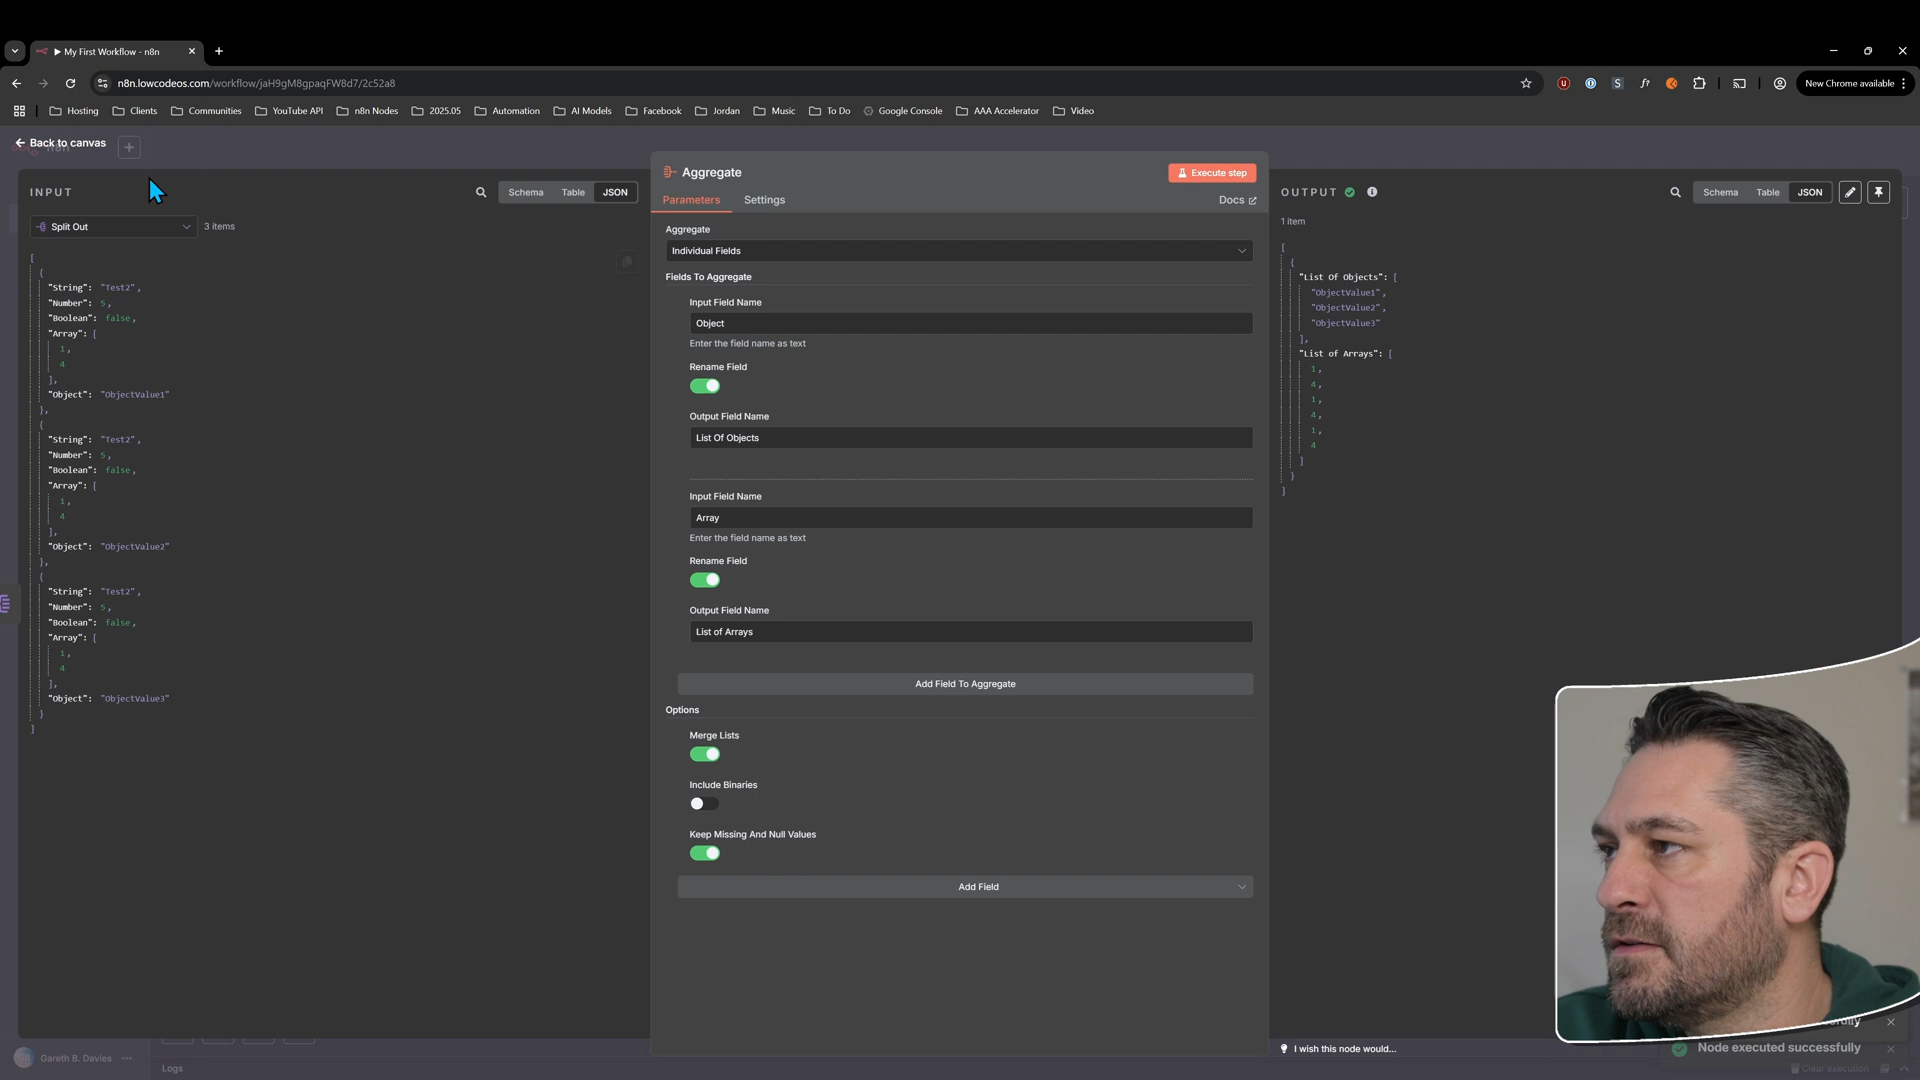 My First Workflow - n8n
n8n.lowcodeos.com/workflow/jaH9gM8gpaqFW8d7/2c52a8
New Chrome available
Hosting
Clients
Communities
YouTube API
n8n Nodes
2025.05
Automation
AI Models
Facebook
Jordan
Music
To Do
Google Console
AAA Accelerator
Video
Back to canvas
INPUT
Schema
Table
JSON
Split Out
3 items
[
{
"String": "Test2",
"Number": 5,
"Boolean": false,
"Array": [
1,
4
],
"Object": "ObjectValue1"
},
{
"String": "Test2",
"Number": 5,
"Boolean": false,
"Array": [
1,
4
],
"Object": "ObjectValue2"
},
{
"String": "Test2",
"Number": 5,
"Boolean": false,
"Array": [
1,
4
],
"Object": "ObjectValue3"
}
]
Aggregate
Execute step
Parameters
Settings
Docs
Aggregate
Individual Fields
Fields To Aggregate
Input Field Name
Object
Enter the field name as text
Rename Field
Output Field Name
List Of Objects
Input Field Name
Array
Enter the field name as text
Rename Field
Output Field Name
List of Arrays
Add Field To Aggregate
Options
Merge Lists
Include Binaries
Keep Missing And Null Values
Add Field
OUTPUT
Schema
Table
JSON
1 item
[
{
"List Of Objects": [
"ObjectValue1",
"ObjectValue2",
"ObjectValue3"
],
"List of Arrays": [
1,
4,
1,
4,
1,
4
]
}
]
I wish this node would...
Node executed successfully
Gareth B. Davies
Logs
Clear execution